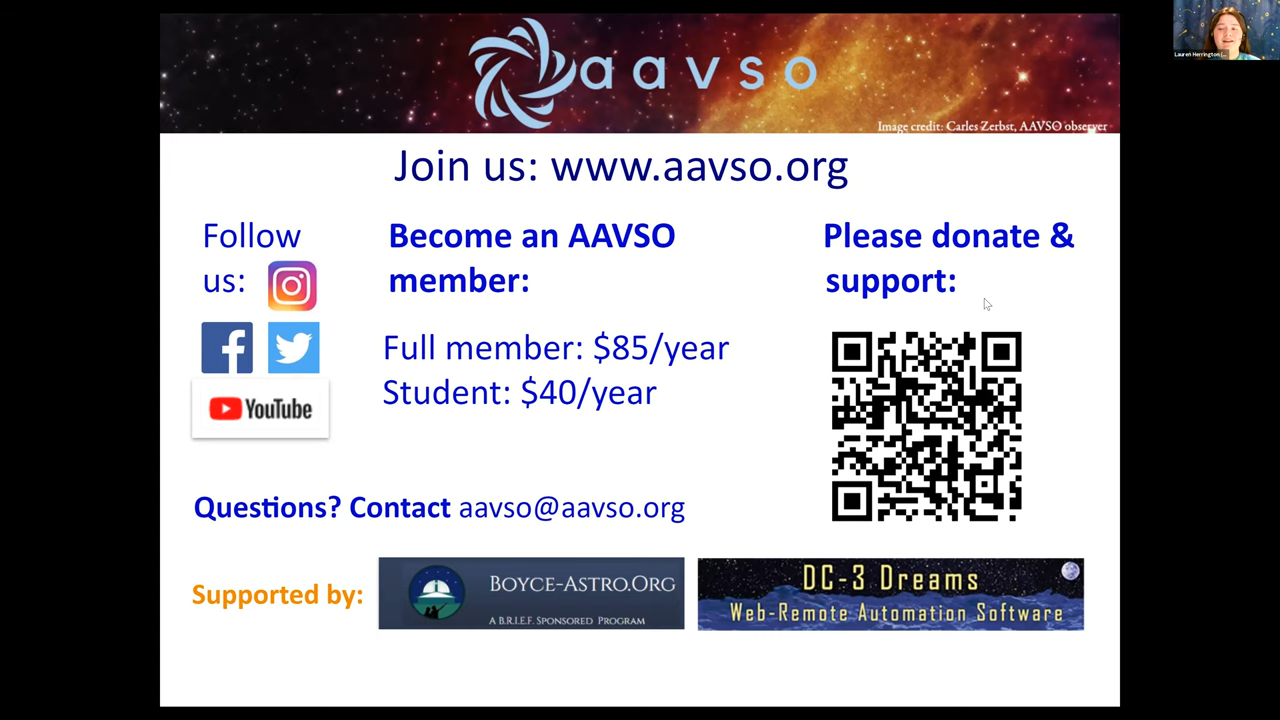 aavso
Image credit: Carles Zerbst, AAVSO observer
Lauren Herrington
Join us: www.aavso.org
Follow
us:
YouTube
Become an AAVSO
member:
Full member: $85/year
Student: $40/year
Please donate &
support:
Questions? Contact aavso@aavso.org
Supported by:
BOYCE-ASTRO.ORG
A B.R.I.E.F. SPONSORED PROGRAM
DC-3 Dreams
Web-Remote Automation Software